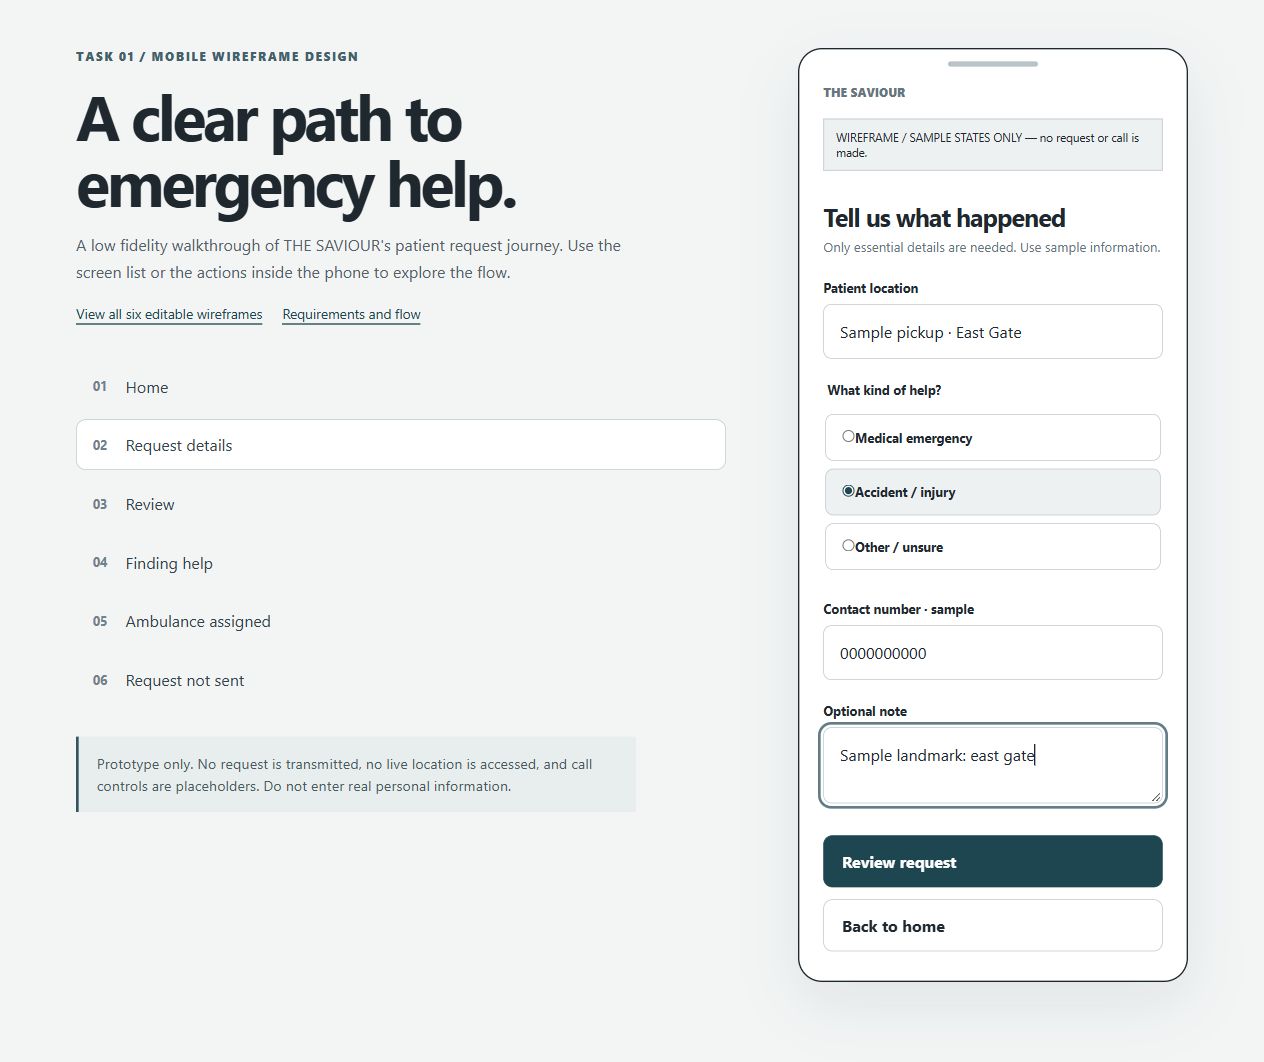 TASK 01 / MOBILE WIREFRAME DESIGN
A clear path to
emergency help.
A low fidelity walkthrough of THE SAVIOUR's patient request journey. Use the
screen list or the actions inside the phone to explore the flow.
View all six editable wireframes Requirements and flow
01 Home
02 Request details
03 Review
04 Finding help
05 Ambulance assigned
06 Request not sent
Prototype only. No request is transmitted, no live location is accessed, and call
controls are placeholders. Do not enter real personal information.
THE SAVIOUR
WIREFRAME / SAMPLE STATES ONLY — no request or call is
made.
Tell us what happened
Only essential details are needed. Use sample information.
Patient location
Sample pickup · East Gate
What kind of help?
Medical emergency
Accident / injury
Other / unsure
Contact number · sample
0000000000
Optional note
Sample landmark: east gate
Review request
Back to home